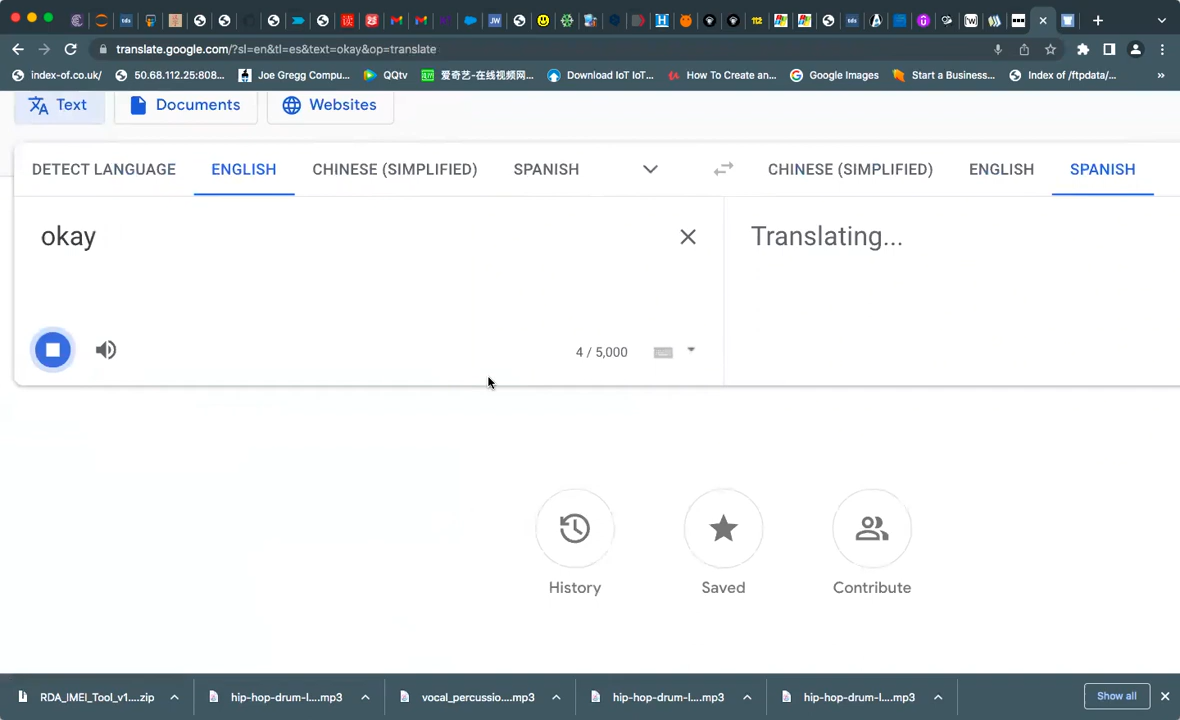 translate.google.com/?sl=en&tl=es&text=okay&op=translate
index-of.co.uk/
50.68.112.25:808...
Joe Gregg Compu...
QQtv
爱奇艺-在线视频网...
Download IoT IoT...
How To Create an...
Google Images
Start a Business...
Index of /ftpdata/...
»
Text
Documents
Websites
DETECT LANGUAGE
ENGLISH
CHINESE (SIMPLIFIED)
SPANISH
CHINESE (SIMPLIFIED)
ENGLISH
SPANISH
okay
Translating...
4 / 5,000
History
Saved
Contribute
RDA_IMEI_Tool_v1....zip
hip-hop-drum-l....mp3
vocal_percussio....mp3
hip-hop-drum-l....mp3
hip-hop-drum-l....mp3
Show all